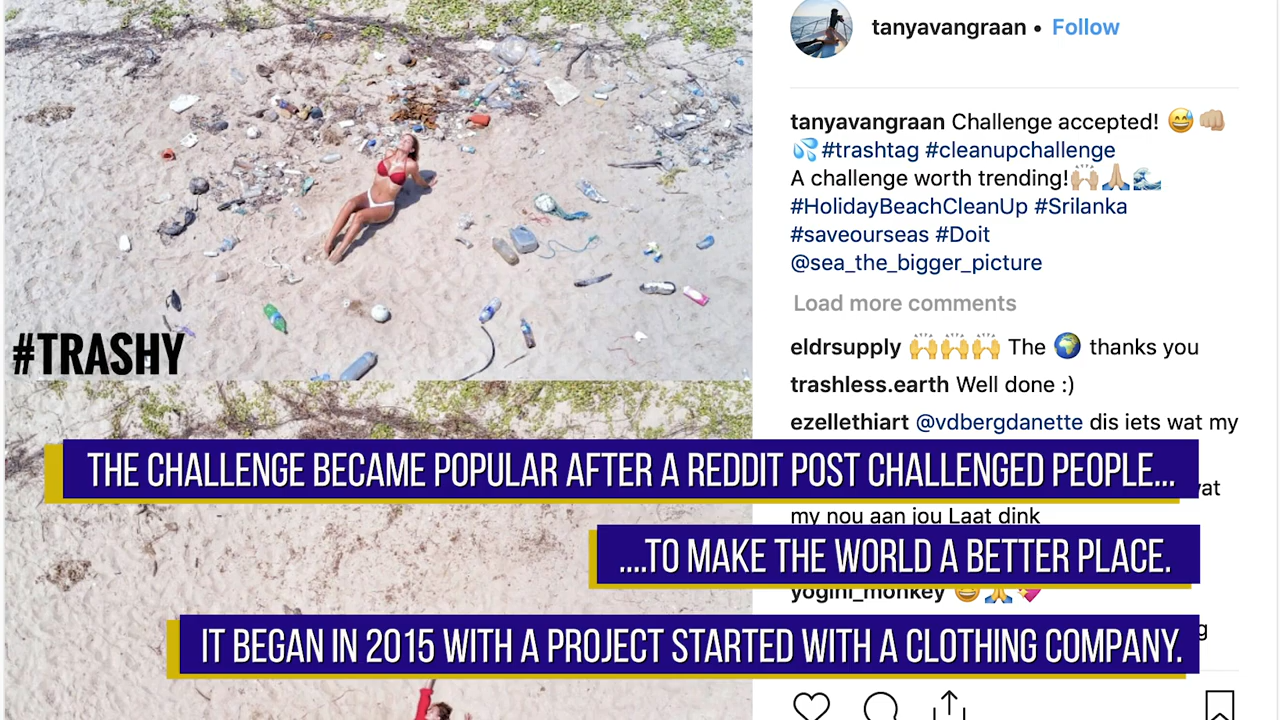 tanyavangraan • Follow
tanyavangraan Challenge accepted! 😅👊🏼
💦#trashtag #cleanupchallenge
A challenge worth trending!🙌🏼🙏🏼🌊
#HolidayBeachCleanUp #Srilanka
#saveourseas #Doit
@sea_the_bigger_picture
Load more comments
eldrsupply 🙌🙌🙌 The 🌍 thanks you
trashless.earth Well done :)
ezellethiart @vdbergdanette dis iets wat my
my nou aan jou Laat dink
yogini_monkey 😄🙏💖
#TRASHY
THE CHALLENGE BECAME POPULAR AFTER A REDDIT POST CHALLENGED PEOPLE...
....TO MAKE THE WORLD A BETTER PLACE.
IT BEGAN IN 2015 WITH A PROJECT STARTED WITH A CLOTHING COMPANY.